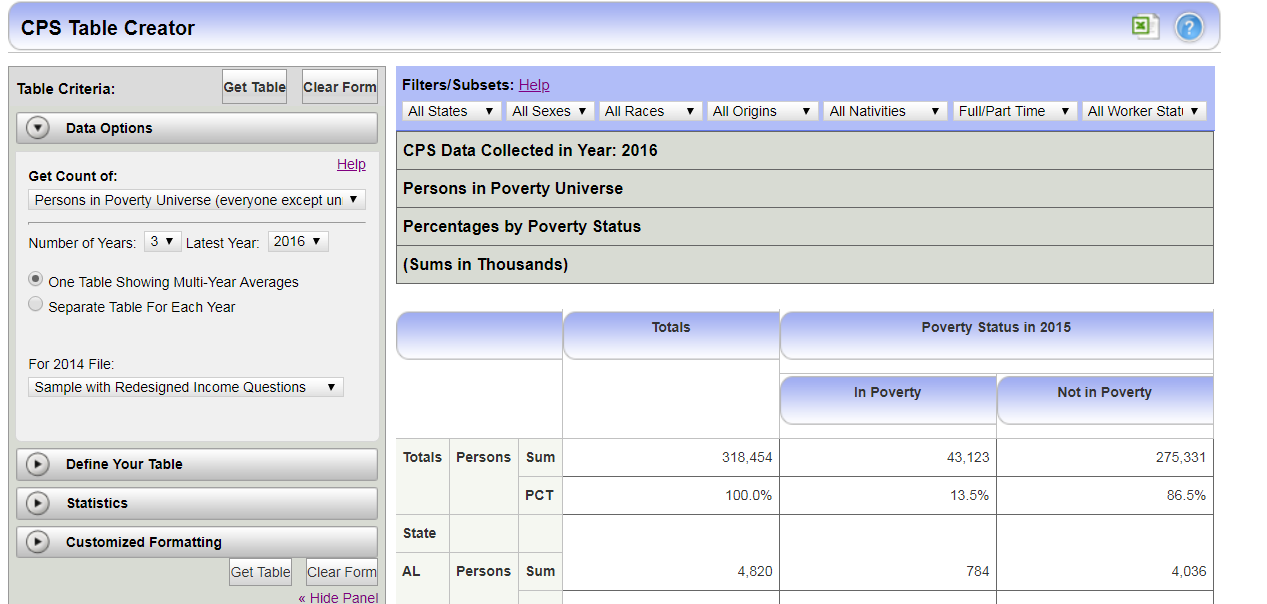 CPS Table Creator
Table Criteria:
Get Table
Clear Form
Data Options
Help
Get Count of:
Persons in Poverty Universe (everyone except un
Number of Years: 3 Latest Year: 2016
One Table Showing Multi-Year Averages
Separate Table For Each Year
For 2014 File:
Sample with Redesigned Income Questions
Define Your Table
Statistics
Customized Formatting
Get Table
Clear Form
« Hide Panel
Filters/Subsets: Help
All States All Sexes All Races All Origins All Nativities Full/Part Time All Worker Statu
CPS Data Collected in Year: 2016
Persons in Poverty Universe
Percentages by Poverty Status
(Sums in Thousands)
Totals Poverty Status in 2015
In Poverty Not in Poverty
Totals Persons Sum 318,454 43,123 275,331
PCT 100.0% 13.5% 86.5%
State
AL Persons Sum 4,820 784 4,036